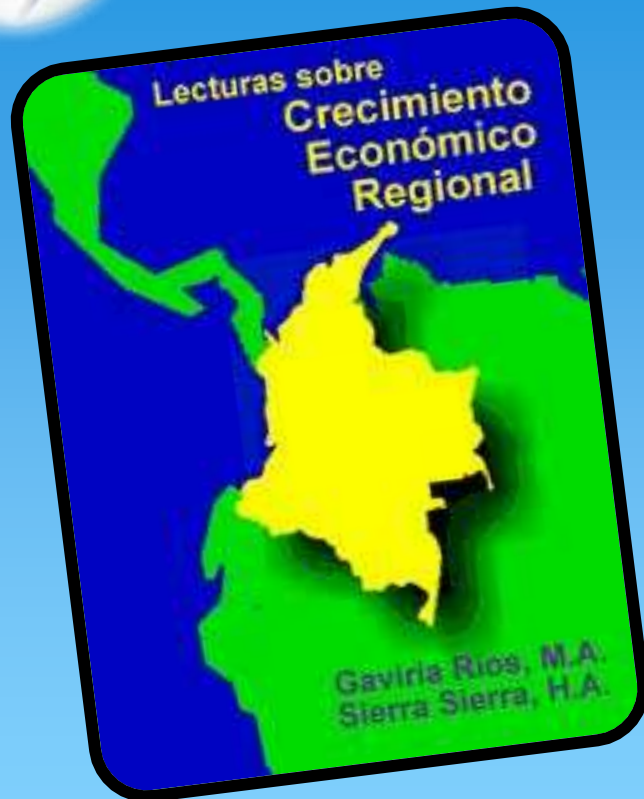 Lecturas sobre
Crecimiento
Económico
Regional
Gaviria Rios, M.A.
Sierra Sierra, H.A.